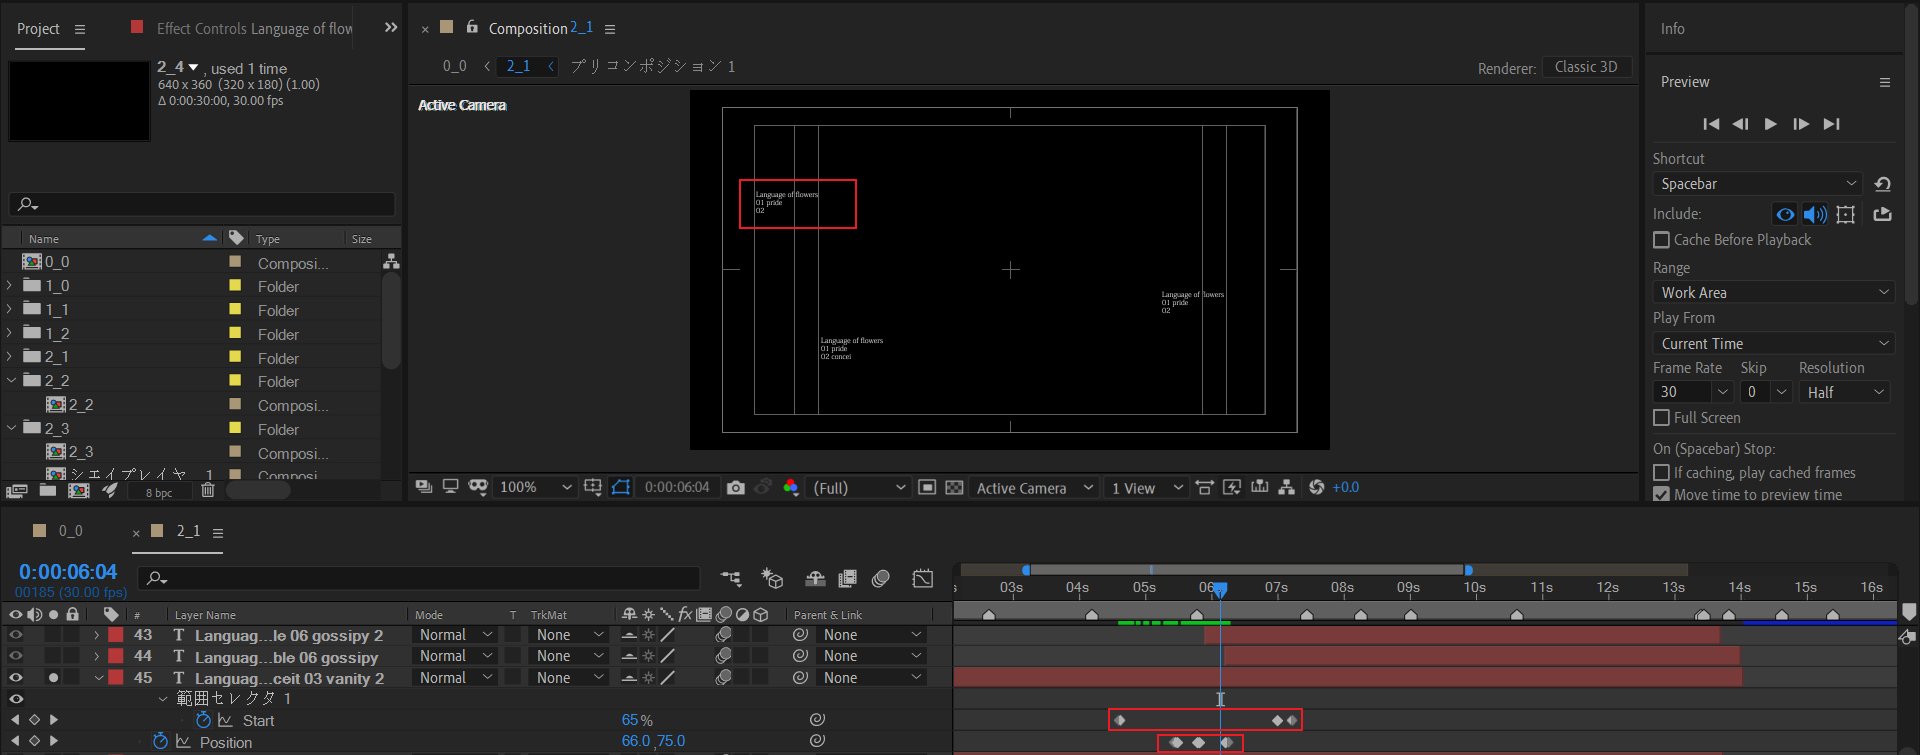 Project
Effect Controls Language of flow
Composition 2_1
Info
0_0
2_1
プリコンポジション 1
Renderer:
Classic 3D
2_4 , used 1 time
640 x 360 (320 x 180) (1.00)
Δ 0:00:30:00, 30.00 fps
Active Camera
Preview
Shortcut
Spacebar
Include:
Cache Before Playback
Range
Work Area
Play From
Current Time
Frame Rate
Skip
Resolution
30
0
Half
Full Screen
On (Spacebar) Stop:
If caching, play cached frames
Move time to preview time
Language of flowers
01 pride
02
Language of flowers
01 pride
02
Language of flowers
01 pride
02 concei
Name
Type
Size
0_0
Composi...
1_0
Folder
1_1
Folder
1_2
Folder
2_1
Folder
2_2
Folder
2_2
Composi...
2_3
Folder
2_3
Composi...
シェイプレイヤ 1
Composi
8 bpc
100%
0:00:06:04
(Full)
Active Camera
1 View
+0.0
0_0
2_1
0:00:06:04
00185 (30.00 fps)
s
03s
04s
05s
06s
07s
08s
09s
10s
11s
12s
13s
14s
15s
16s
#
Layer Name
Mode
T
TrkMat
Parent & Link
43
T
Languag...le 06 gossipy 2
Normal
None
None
44
T
Languag...ble 06 gossipy
Normal
None
None
45
T
Languag...ceit 03 vanity 2
Normal
None
None
範囲セレクタ 1
Start
65 %
Position
66.0 ,75.0